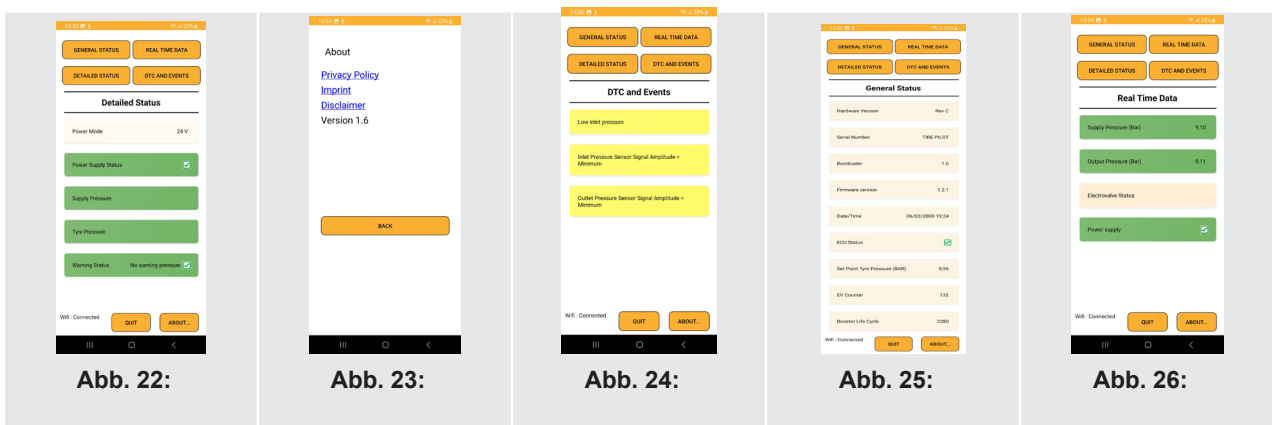 13:33 22%
GENERAL STATUS REAL TIME DATA
DETAILED STATUS DTC AND EVENTS
Detailed Status
Power Mode 24 V
Power Supply Status
Supply Pressure
Tyre Pressure
Warning Status No warning pressure
Wifi : Connected QUIT ABOUT...
Abb. 22:
22%
About
Privacy Policy
Imprint
Disclaimer
Version 1.6
BACK
Abb. 23:
GENERAL STATUS REAL TIME DATA
DETAILED STATUS DTC AND EVENTS
DTC and Events
Low inlet pressure
Inlet Pressure Sensor Signal Amplitude <
Minimum
Outlet Pressure Sensor Signal Amplitude <
Minimum
Wifi : Connected QUIT ABOUT...
Abb. 24:
GENERAL STATUS REAL TIME DATA
DETAILED STATUS DTC AND EVENTS
General Status
Hardware Version Rev C
Serial Number TIRE PILOT
Bootloader 1.0
Firmware version 1.2.1
Date/Time 06/02/2000 19:24
ECU Status
Set Point Tyre Pressure (BAR) 8,96
EV Counter 132
Booster Life Cycle 2280
Wifi : Connected QUIT ABOUT...
Abb. 25:
13:33 22%
GENERAL STATUS REAL TIME DATA
DETAILED STATUS DTC AND EVENTS
Real Time Data
Supply Pressure (Bar) 9,10
Output Pressure (Bar) 9,11
Electrovalve Status
Power supply
Wifi : Connected QUIT ABOUT...
Abb. 26: